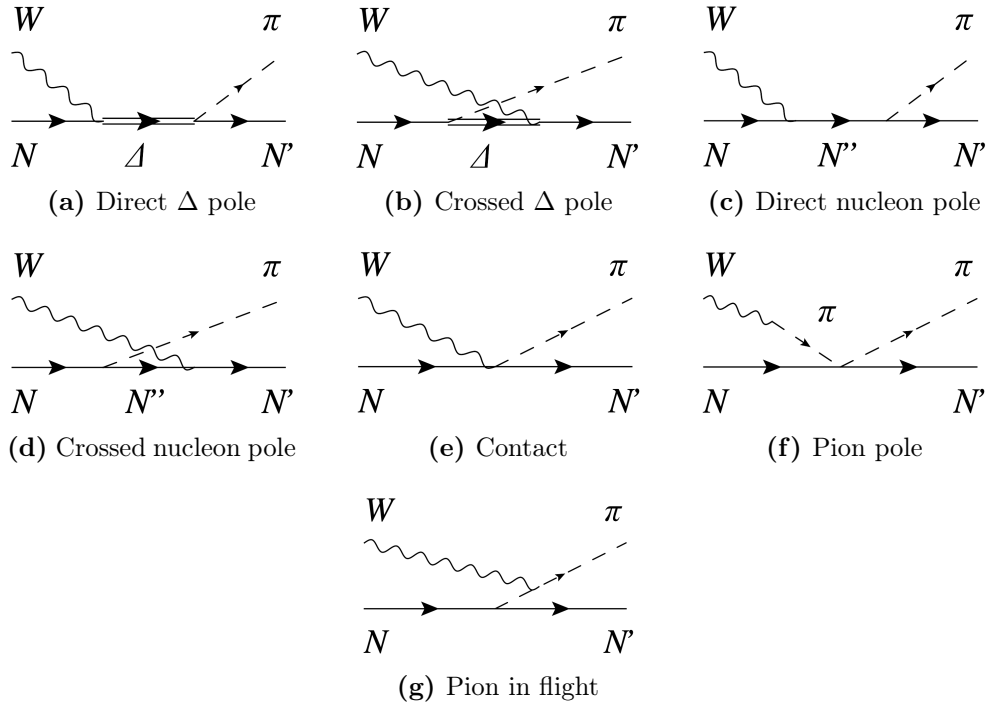 W π W π W π
N Δ N' N Δ N' N N'' N'
(a) Direct Δ pole (b) Crossed Δ pole (c) Direct nucleon pole
W π W π W π π
N N'' N' N N' N N'
(d) Crossed nucleon pole (e) Contact (f) Pion pole
W π
N N'
(g) Pion in flight